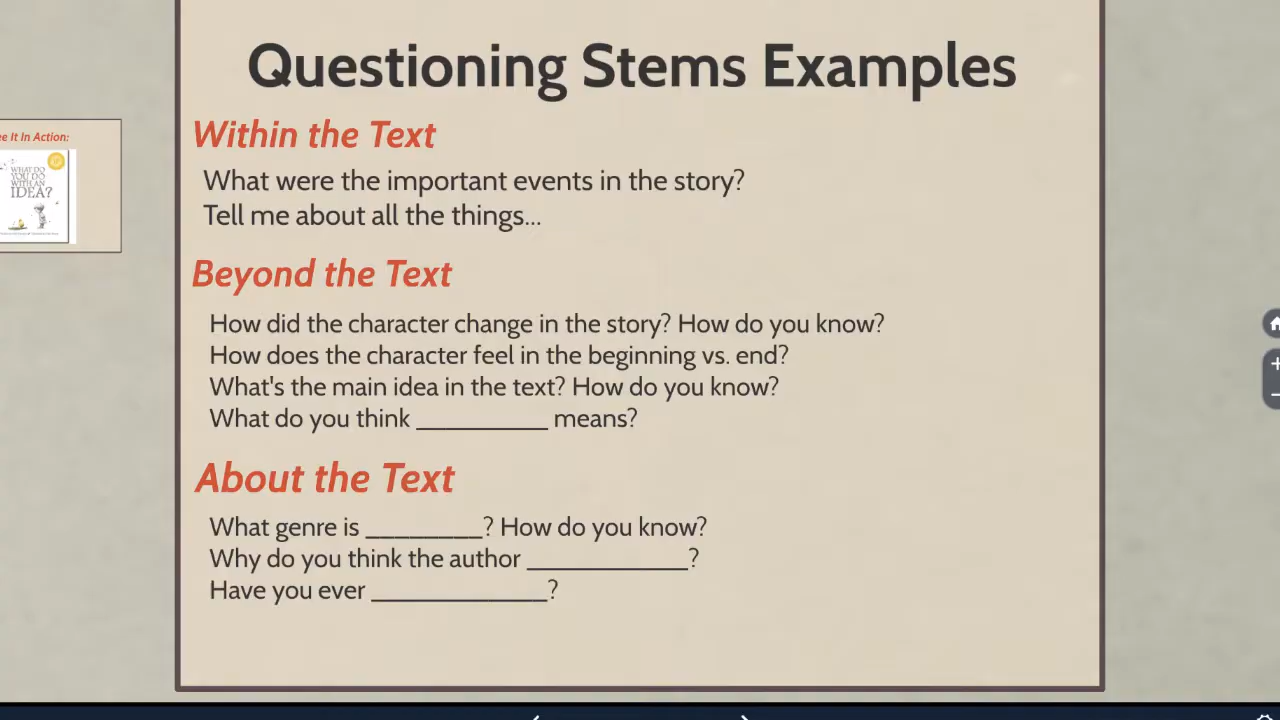 Questioning Stems Examples
Within the Text
What were the important events in the story?
Tell me about all the things...
Beyond the Text
How did the character change in the story? How do you know?
How does the character feel in the beginning vs. end?
What's the main idea in the text? How do you know?
What do you think __________ means?
About the Text
What genre is _________? How do you know?
Why do you think the author ____________?
Have you ever _____________?
It In Action:
WHAT DO
YOU DO
WITH AN
IDEA?